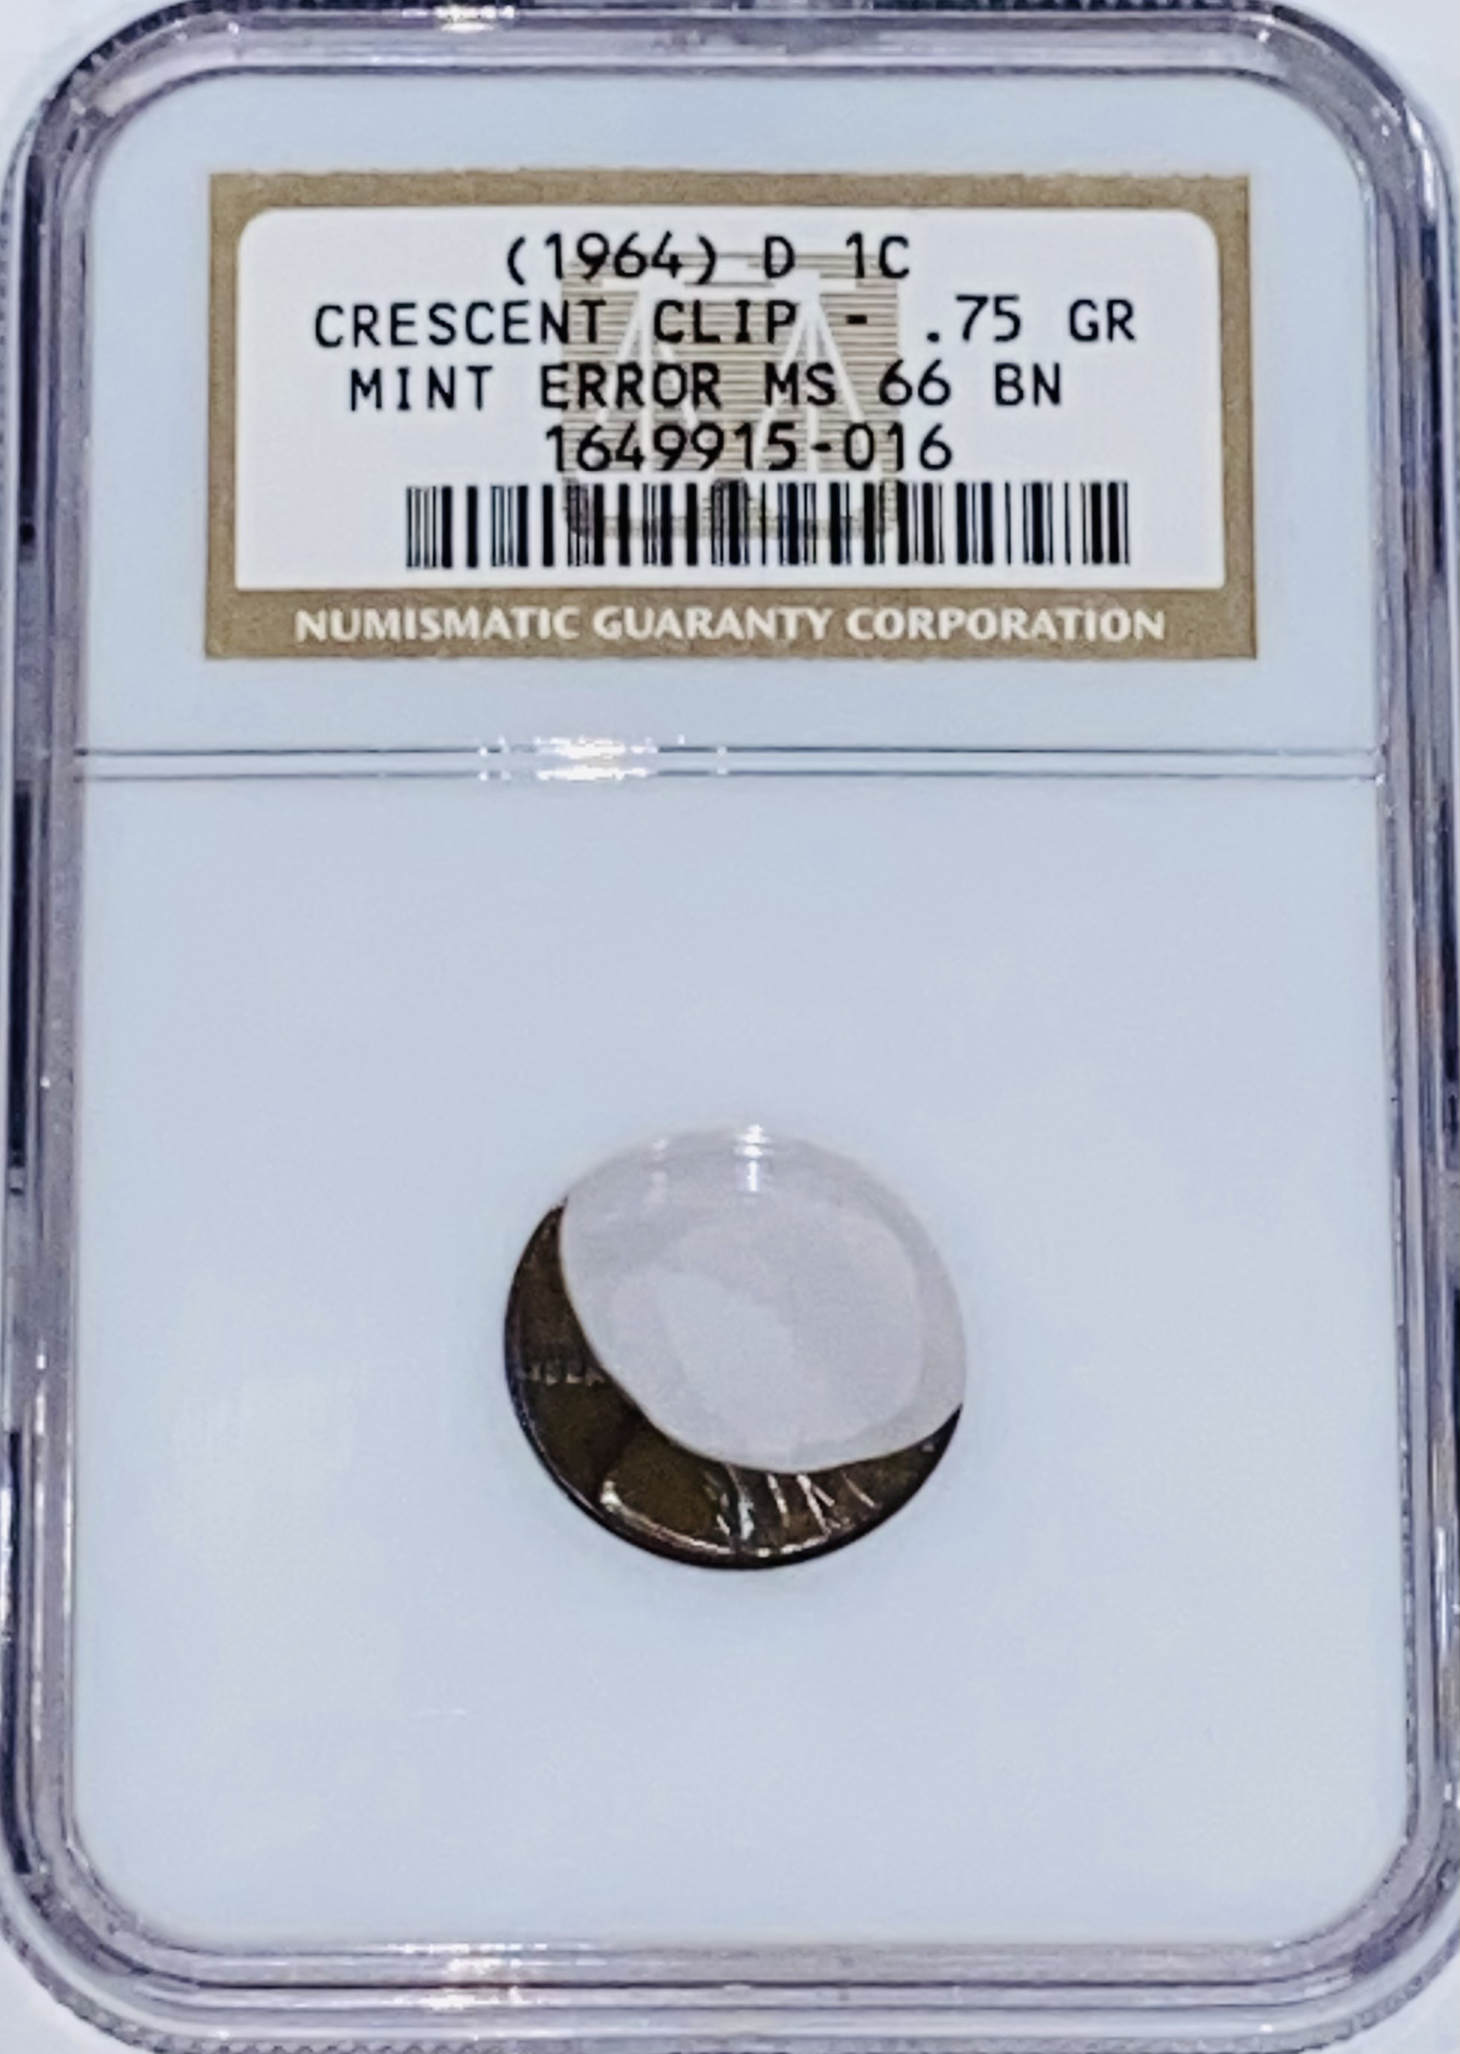 (1964) D 1C
CRESCENT CLIP - .75 GR
MINT ERROR MS 66 BN
1649915-016
NUMISMATIC GUARANTY CORPORATION